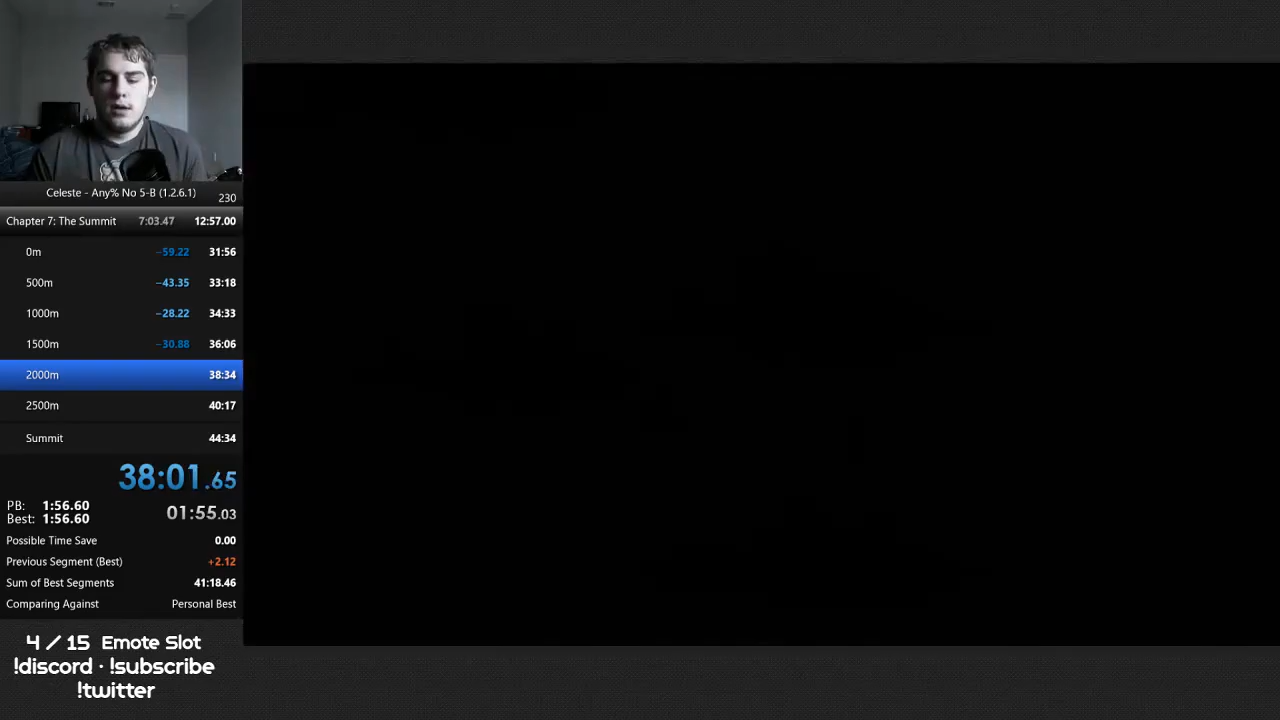 Celeste - Any% No 5-B (1.2.6.1) 230
Chapter 7: The Summit 7:03.47 12:57.00
0m -59.22 31:56
500m -43.35 33:18
1000m -28.22 34:33
1500m -30.88 36:06
2000m 38:34
2500m 40:17
Summit 44:34
38:01.65
PB: 1:56.60
Best: 1:56.60
01:55.03
Possible Time Save 0.00
Previous Segment (Best) +2.12
Sum of Best Segments 41:18.46
Comparing Against Personal Best
4 / 15 Emote Slot
!discord · !subscribe
!twitter